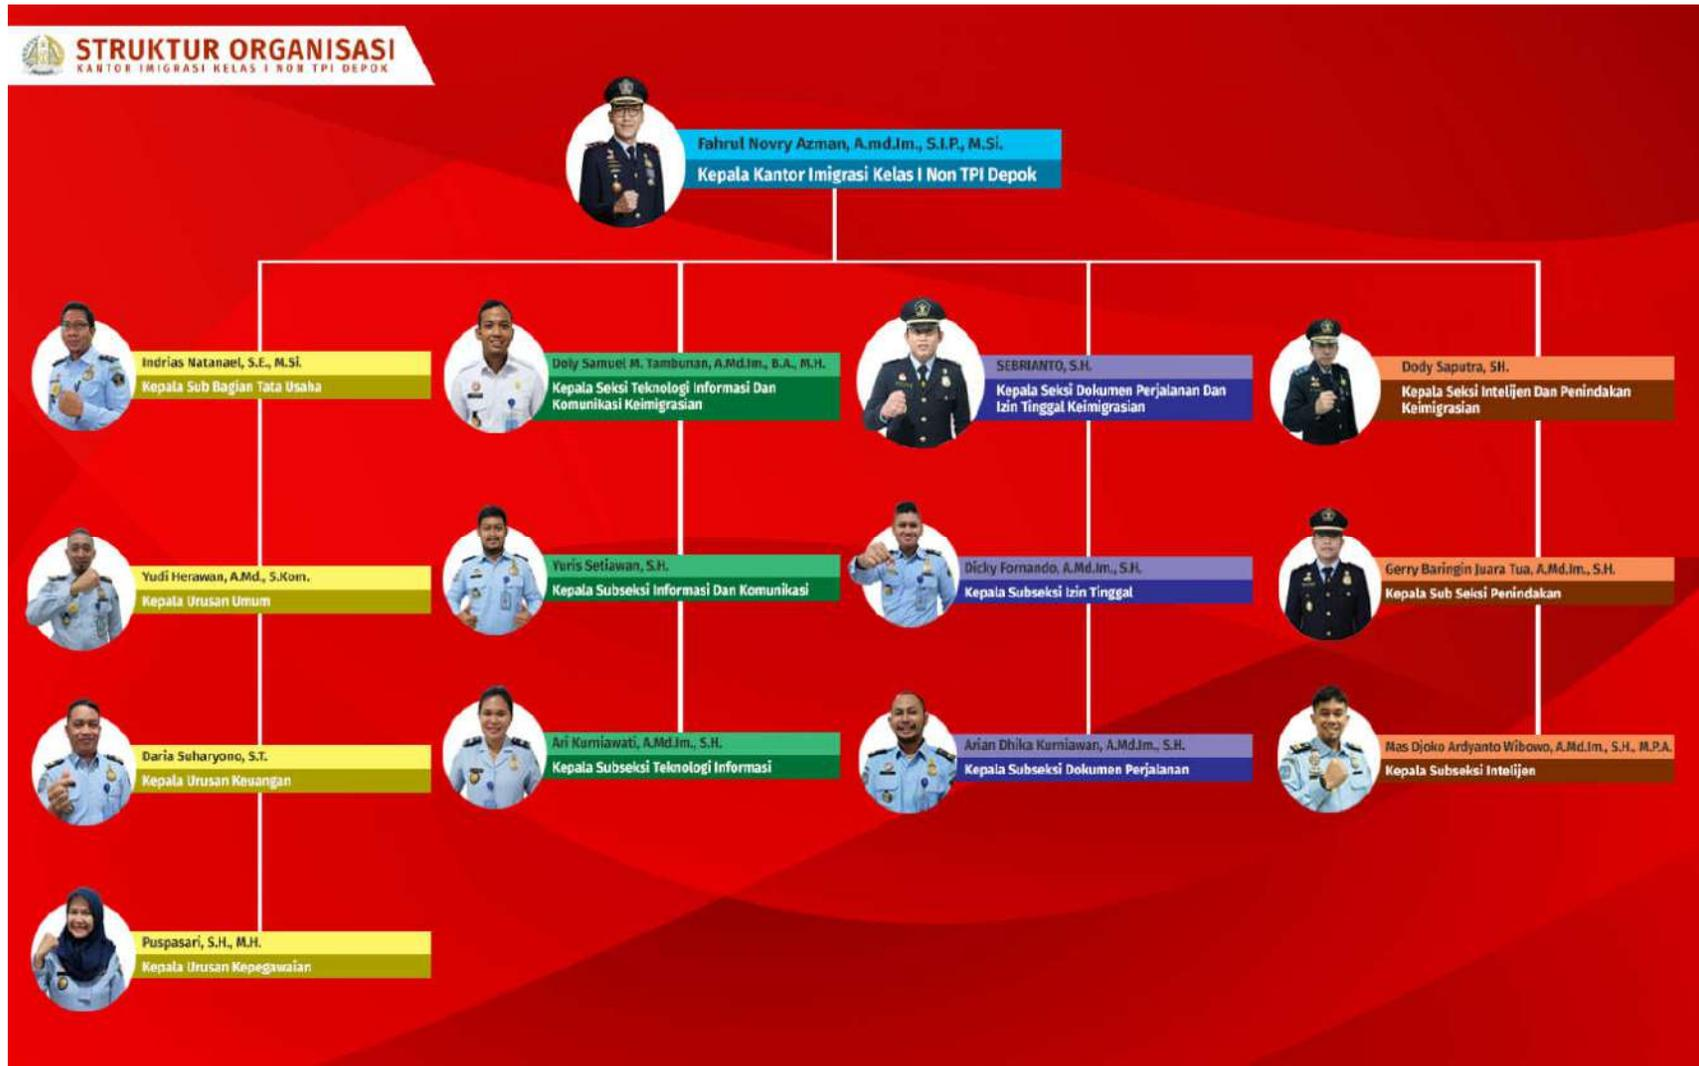 STRUKTUR ORGANISASI
KANTOR IMIGRASI KELAS I NON TPI DEPOK
Fahrul Novry Azman, A.md.Im., S.I.P., M.Si.
Kepala Kantor Imigrasi Kelas I Non TPI Depok
Indrias Natanael, S.E., M.Si.
Kepala Sub Bagian Tata Usaha
Doly Samuel M. Tambunan, A.Md.Im., B.A., M.H.
Kepala Seksi Teknologi Informasi Dan
Komunikasi Keimigrasian
SEBRIANTO, S.H.
Kepala Seksi Dokumen Perjalanan Dan
Izin Tinggal Keimigrasian
Dody Saputra, SH.
Kepala Seksi Intelijen Dan Penindakan
Keimigrasian
Yudi Herawan, A.Md., S.Kom.
Kepala Urusan Umum
Yuris Setiawan, S.H.
Kepala Subseksi Informasi Dan Komunikasi
Dicky Fornando, A.Md.Im., S.H.
Kepala Subseksi Izin Tinggal
Gerry Baringin Juara Tua, A.Md.Im., S.H.
Kepala Sub Seksi Penindakan
Daria Suharyono, S.T.
Kepala Urusan Keuangan
Ari Kurniawati, A.Md.Im., S.H.
Kepala Subseksi Teknologi Informasi
Arian Dhika Kurniawan, A.Md.Im., S.H.
Kepala Subseksi Dokumen Perjalanan
Mas Djoko Ardyanto Wibowo, A.Md.Im., S.H., M.P.A.
Kepala Subseksi Intelijen
Puspasari, S.H., M.H.
Kepala Urusan Kepegawaian